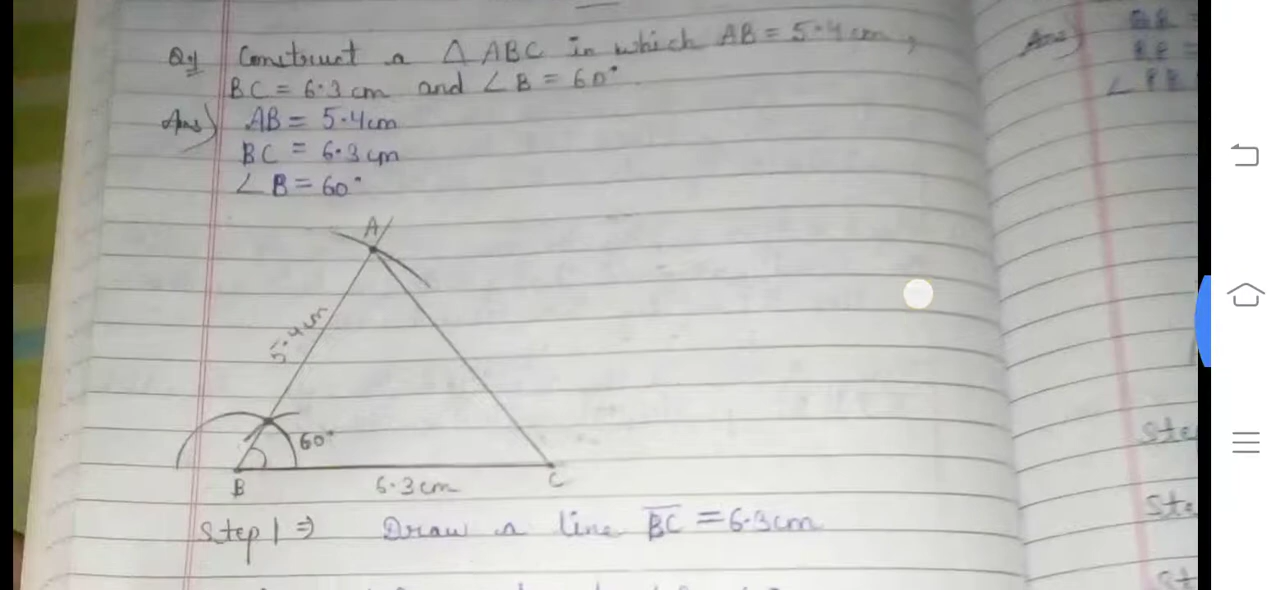 Q1 Construct a △ ABC in which AB = 5.4 cm,
BC = 6.3 cm and ∠ B = 60°.
Ans) AB = 5.4cm
BC = 6.3 cm
∠ B = 60°
A
5.4cm
60°
B 6.3cm C
Step 1 ⇒ Draw a line BC = 6.3cm
Ans)
∠
Ste
Ste
St